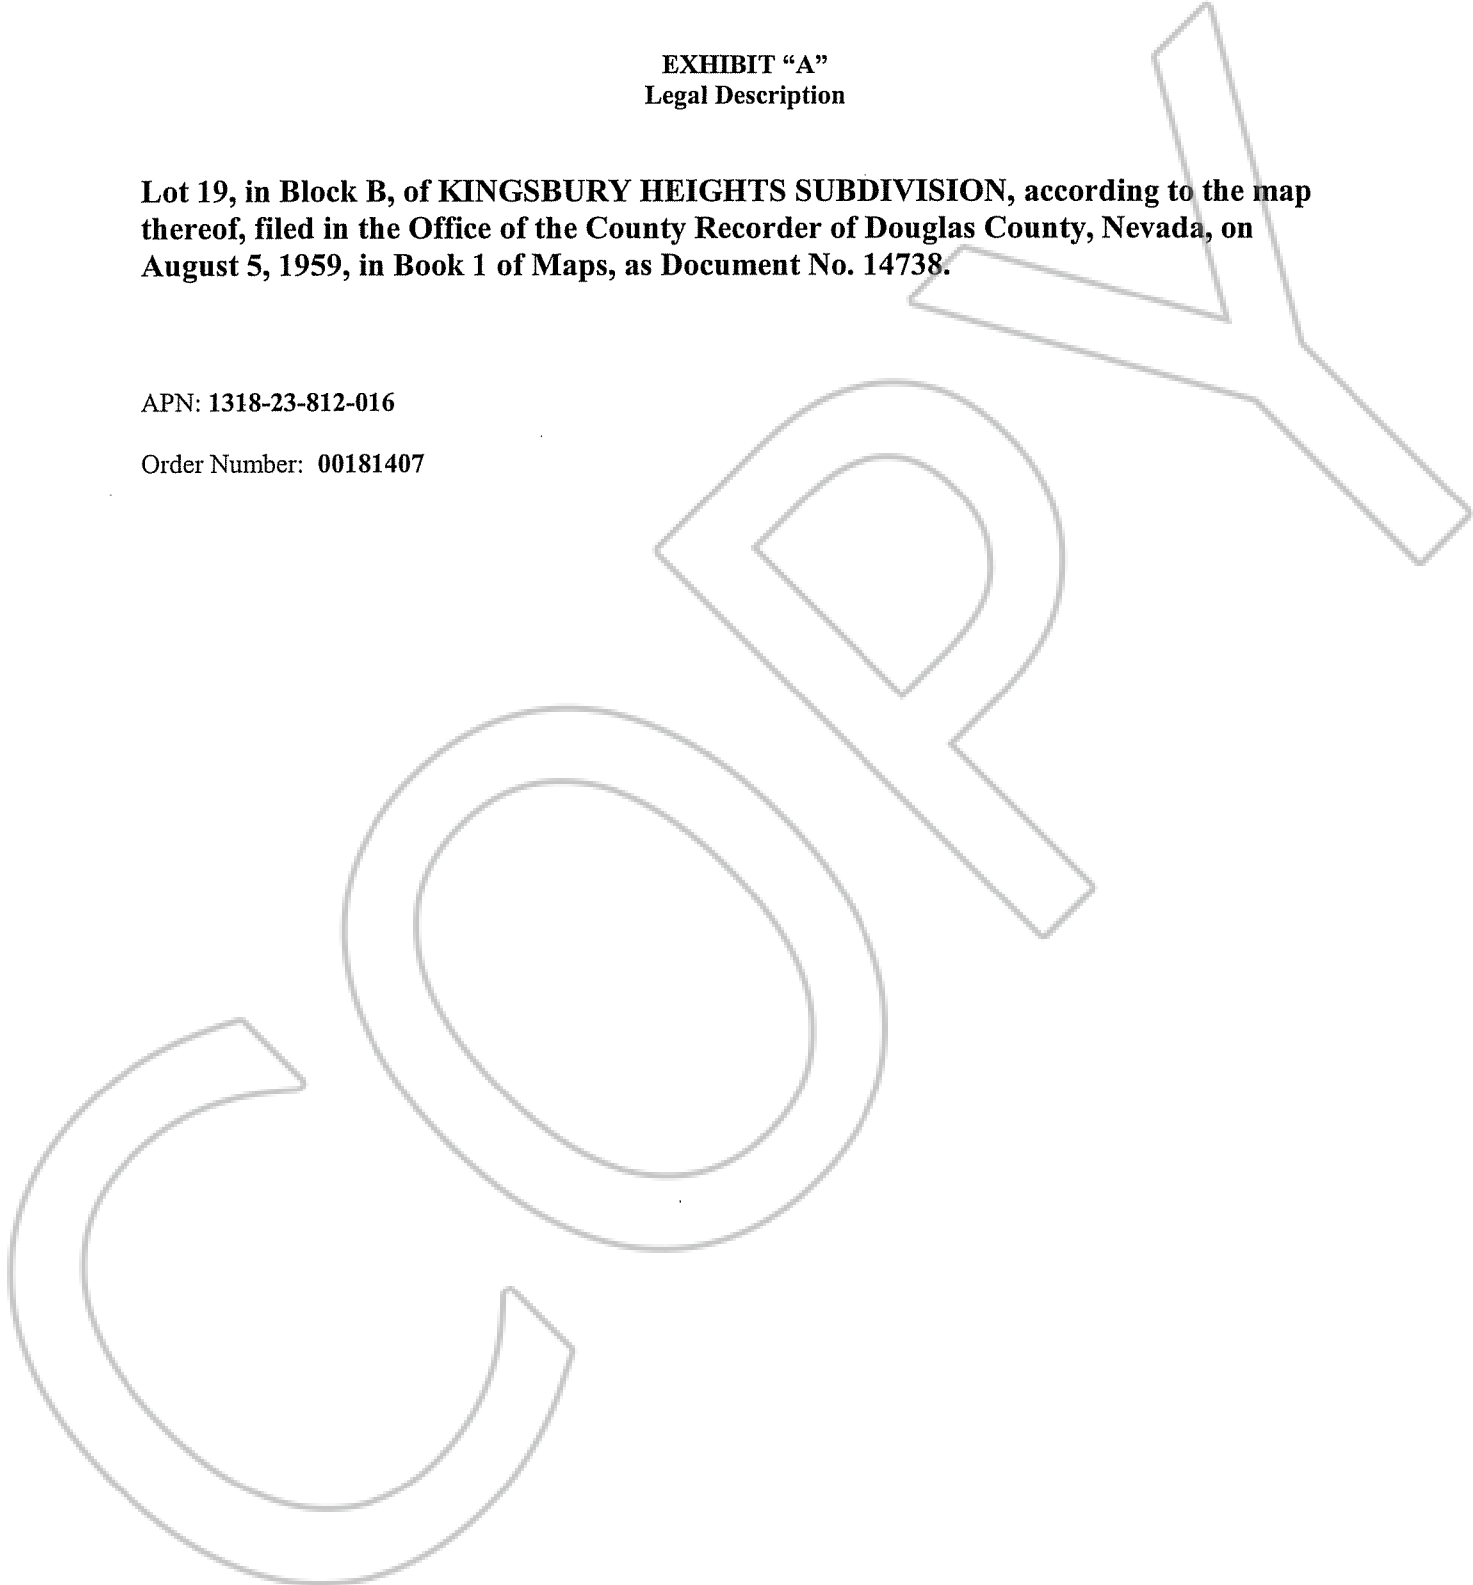 EXHIBIT “A”
Legal Description
Lot 19, in Block B, of KINGSBURY HEIGHTS SUBDIVISION, according to the map
thereof, filed in the Office of the County Recorder of Douglas County, Nevada, on
August 5, 1959, in Book 1 of Maps, as Document No. 14738.
APN: 1318-23-812-016
Order Number: 00181407
COPY